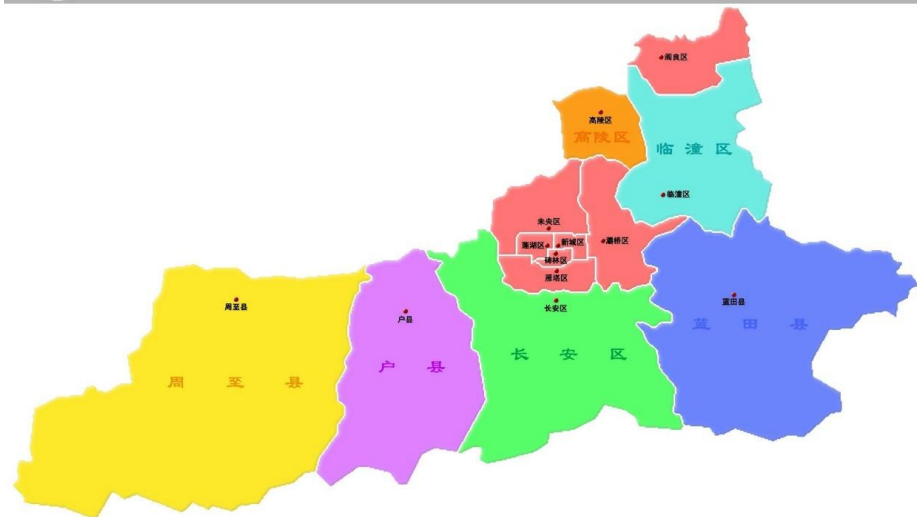 阎良区
高陵区
高陵区
临潼区
临潼区
未央区
莲湖区
新城区
灞桥区
碑林区
雁塔区
周至县
蓝田县
长安区
户县
蓝田县
长安区
户县
周至县